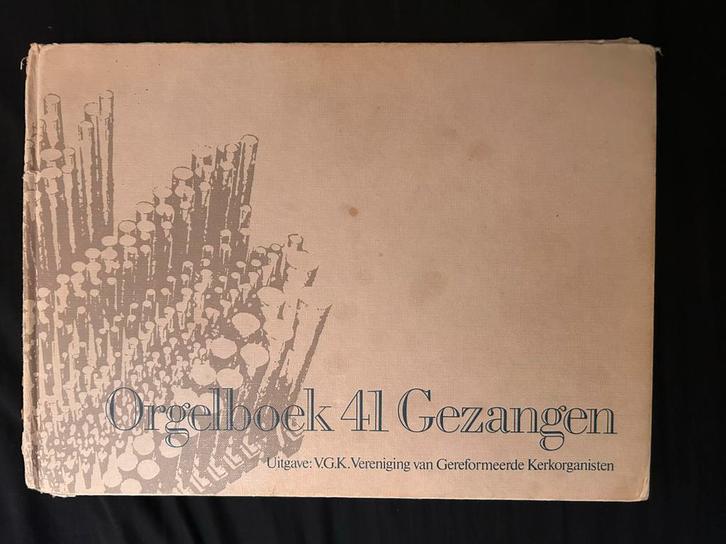 Orgelboek 41 Gezangen
Uitgave: V.G.K. Vereniging van Gereformeerde Kerkorganisten